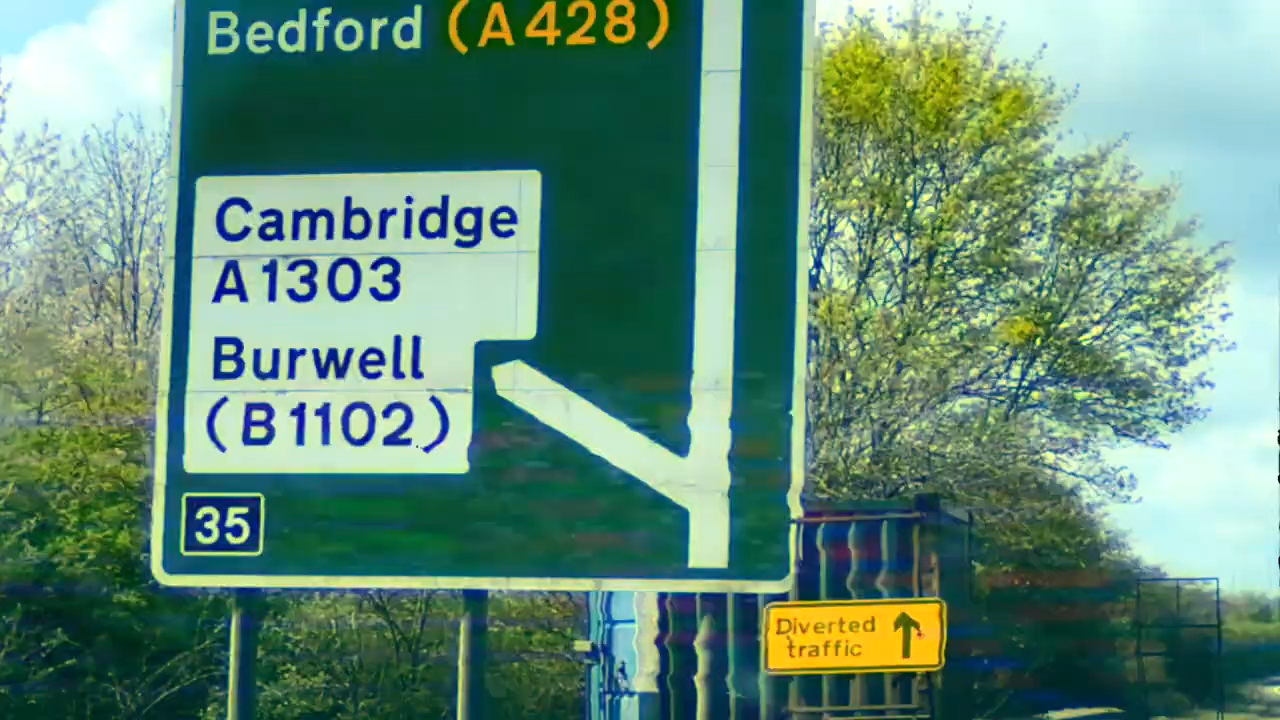 Bedford (A428)
Cambridge
A1303
Burwell
(B1102)
35
Diverted
traffic